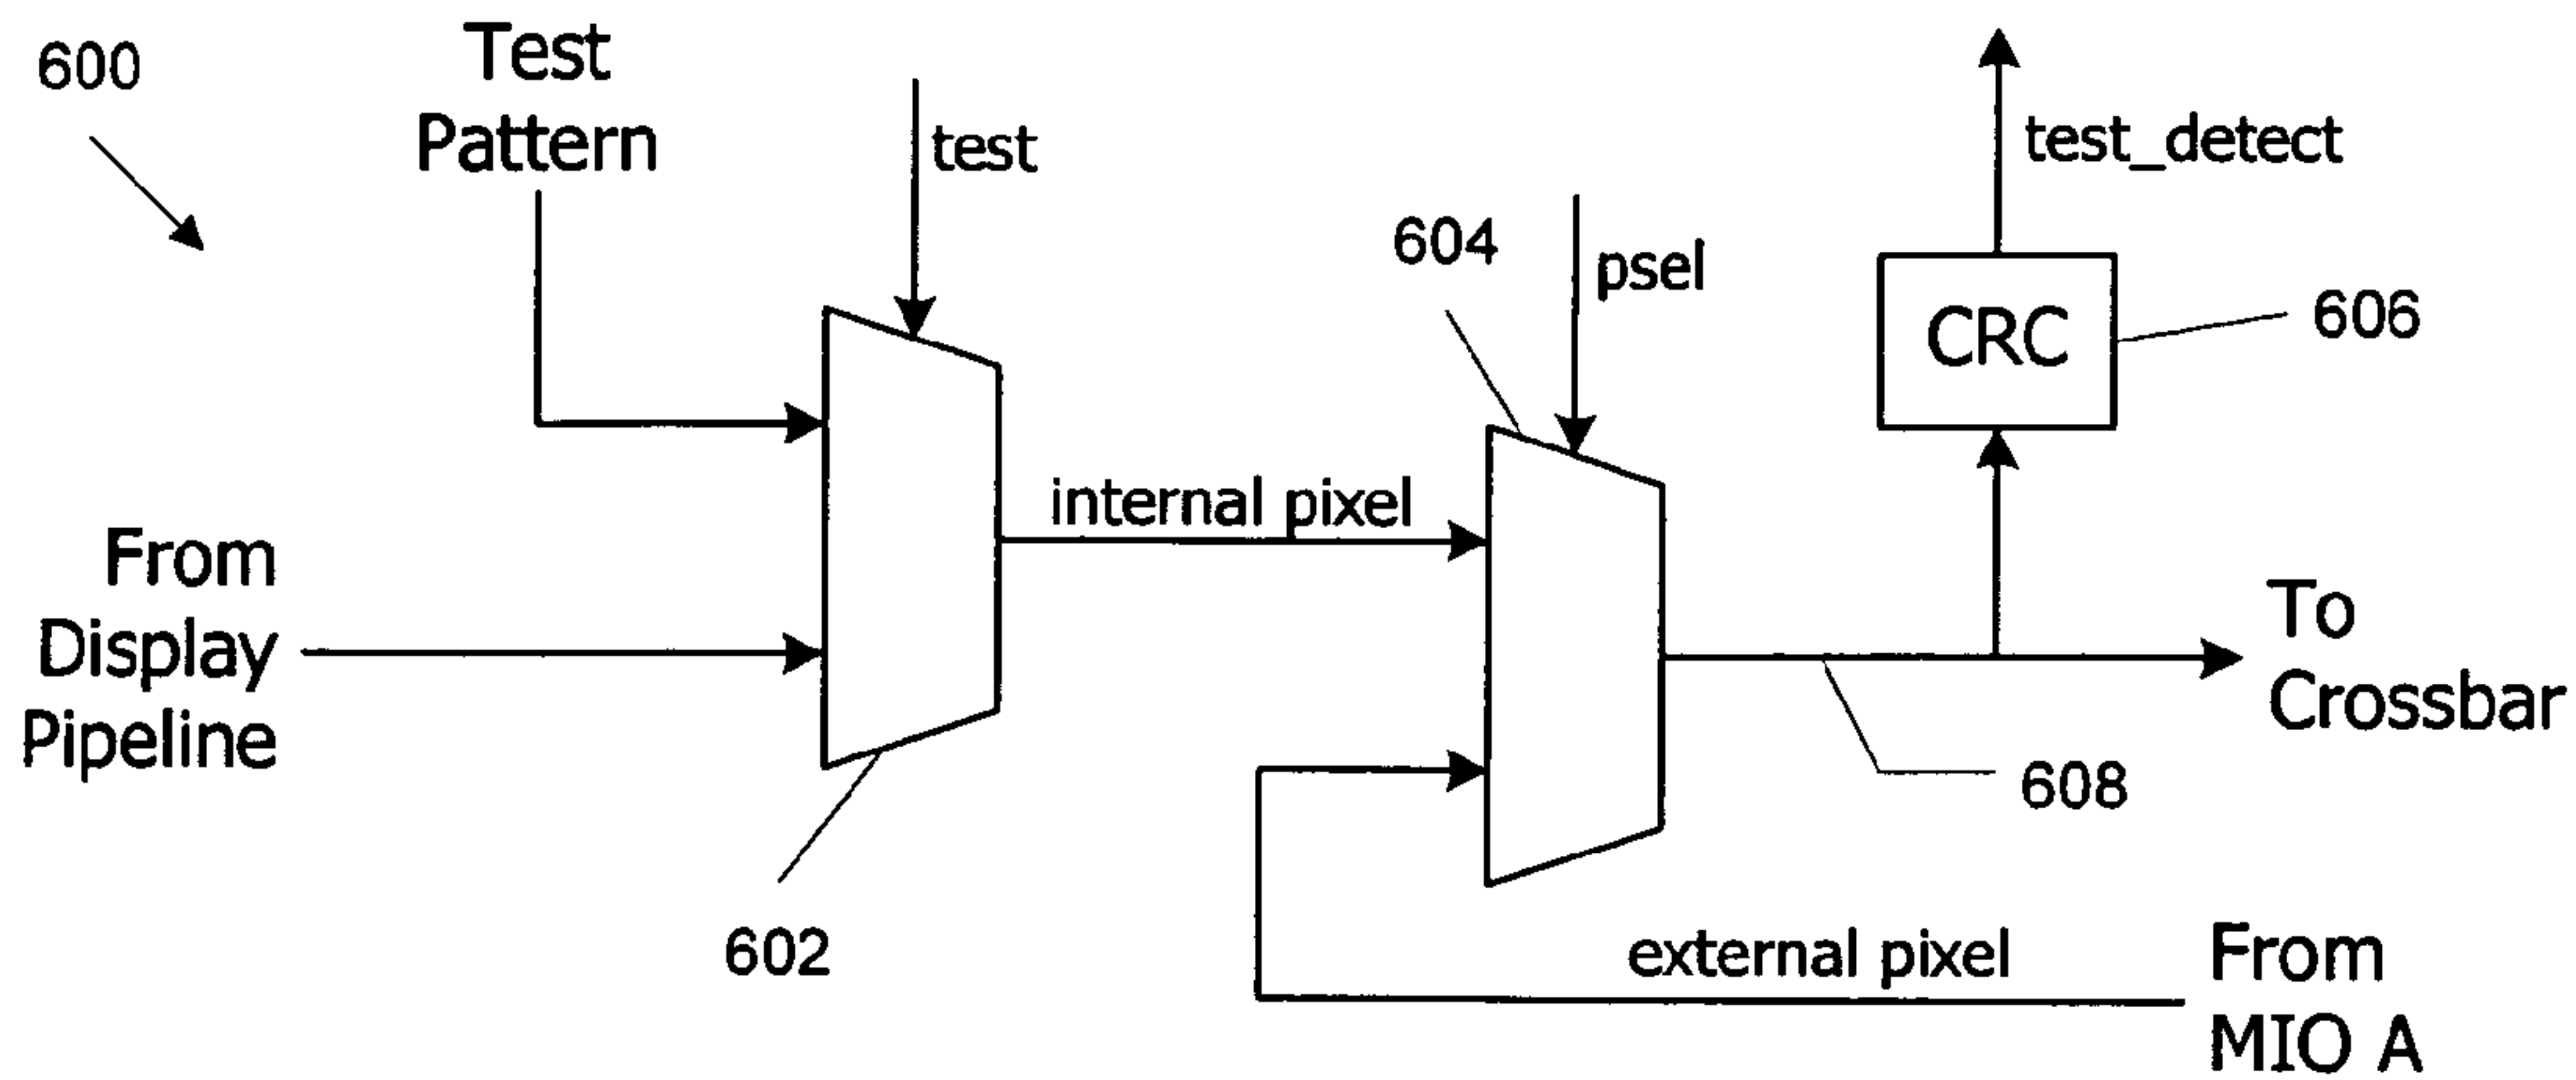 600
Test
Pattern
test
test_detect
604
psel
CRC
606
internal pixel
From
Display
Pipeline
To
Crossbar
608
602
external pixel
From
MIO A